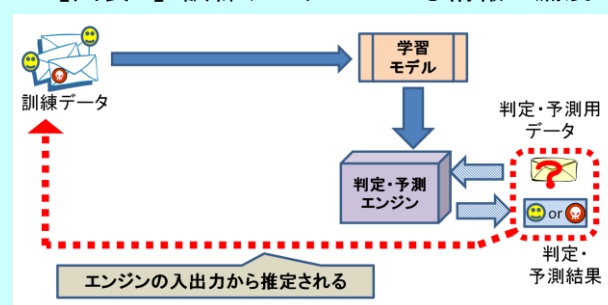 学習
モデル
訓練データ
判定・予測用
データ
判定・予測
エンジン
?
or
判定・
予測結果
エンジンの入出力から推定される